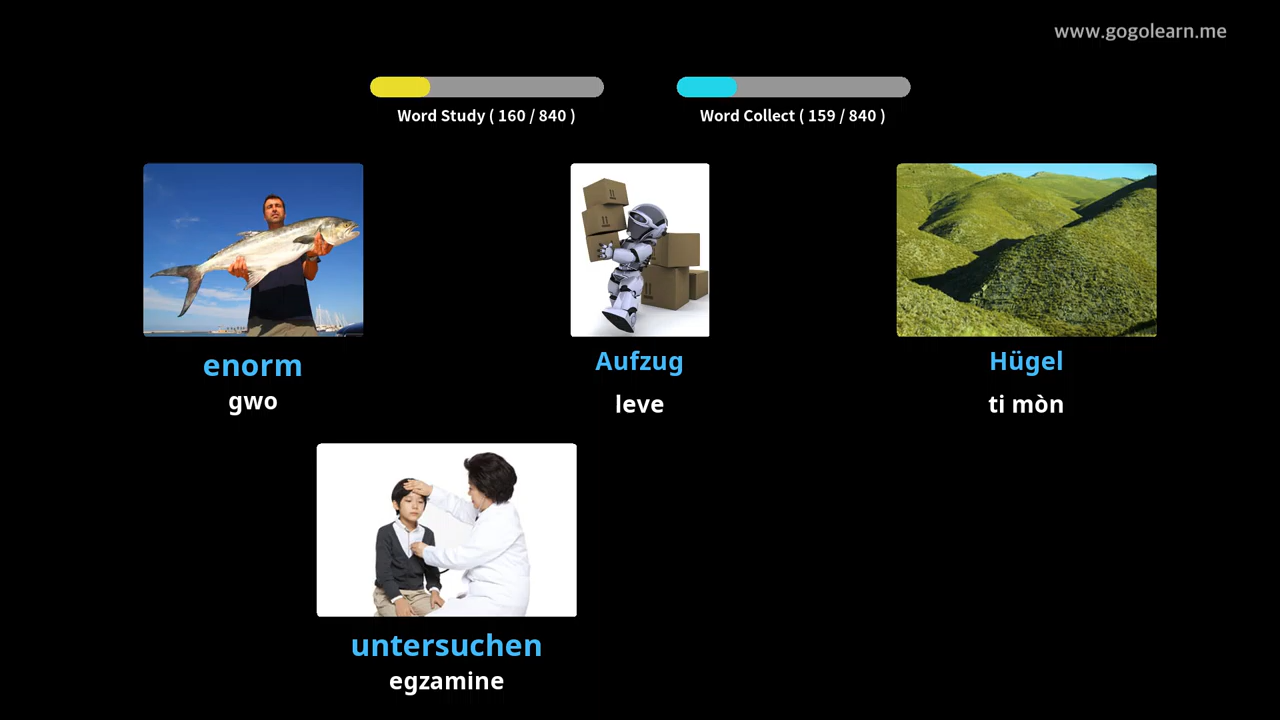 www.gogolearn.me
Word Study ( 160 / 840 )
Word Collect ( 159 / 840 )
enorm
gwo
Aufzug
leve
Hügel
ti mòn
untersuchen
egzamine